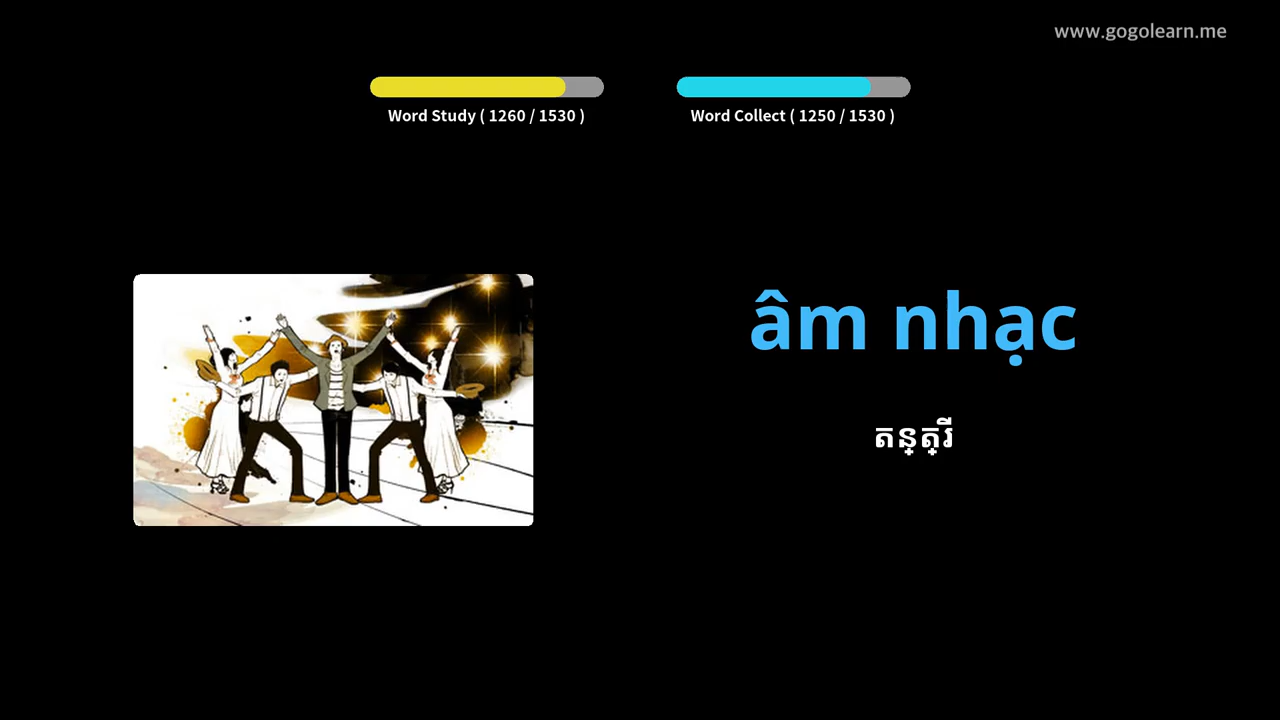 www.gogolearn.me
Word Study ( 1260 / 1530 )
Word Collect ( 1250 / 1530 )
âm nhạc
តន្ត្រី